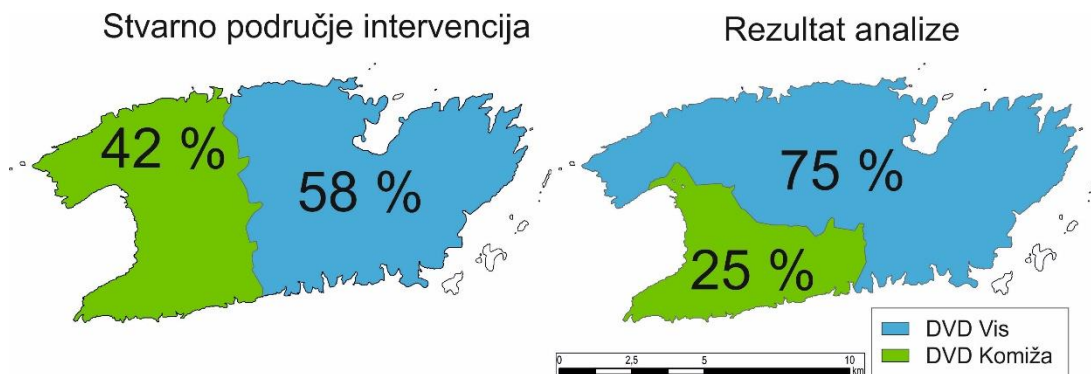 Stvarno područje intervencija
Rezultat analize
42 %
58 %
75 %
25 %
DVD Vis
DVD Komiža
0 2,5 5 10
km